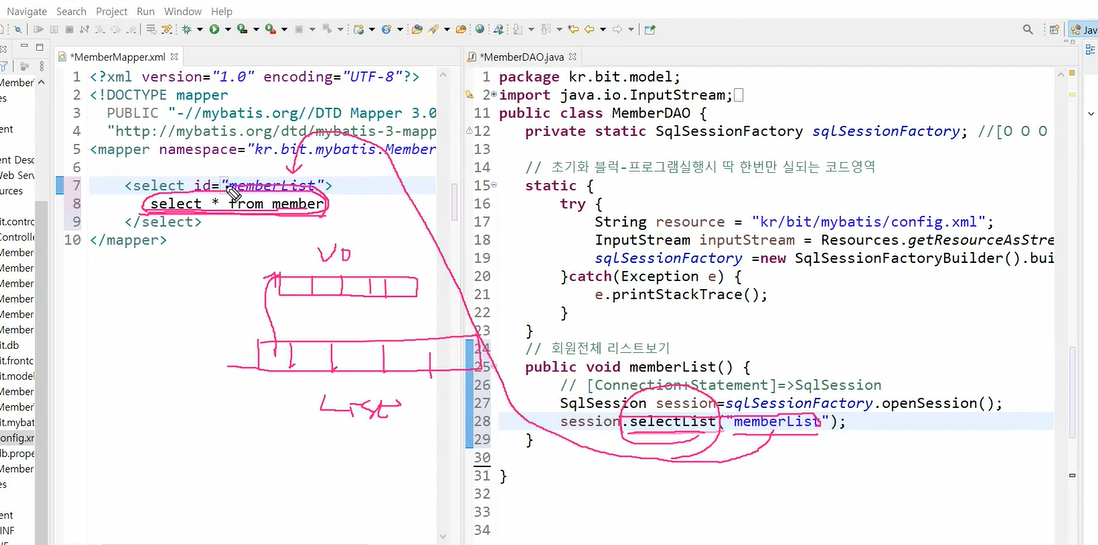 Navigate Search Project Run Window Help
Jav
*MemberMapper.xml
*MemberDAO.java
1 <?xml version="1.0" encoding="UTF-8"?>
2 <!DOCTYPE mapper
3 PUBLIC "-//mybatis.org//DTD Mapper 3.0
4 "http://mybatis.org/dtd/mybatis-3-mapp
5 <mapper namespace="kr.bit.mybatis.Member
6
7 <select id="memberList">
8 select * from member
9 </select>
10 </mapper>
VO
List
1 package kr.bit.model;
2 import java.io.InputStream;
11 public class MemberDAO {
12 private static SqlSessionFactory sqlSessionFactory; //[O O O
13
14 // 초기화 블럭-프로그램실행시 딱 한번만 실되는 코드영역
15 static {
16 try {
17 String resource = "kr/bit/mybatis/config.xml";
18 InputStream inputStream = Resources.getResourceAsStre
19 sqlSessionFactory =new SqlSessionFactoryBuilder().bui
20 }catch(Exception e) {
21 e.printStackTrace();
22 }
23 }
24 // 회원전체 리스트보기
25 public void memberList() {
26 // [Connection+Statement]=>SqlSession
27 SqlSession session=sqlSessionFactory.openSession();
28 session.selectList("memberList");
29 }
30
31 }
32
33
34
MemberD
es
ent
ent Desc
Web Serv
ources
it.contro
Controlle
Member
Member
Member
Member
Member
Member
Member
it.db
it.frontc
it.model
Member
it.mybat
onfig.xn
db.prope
Member
es
ent
INF